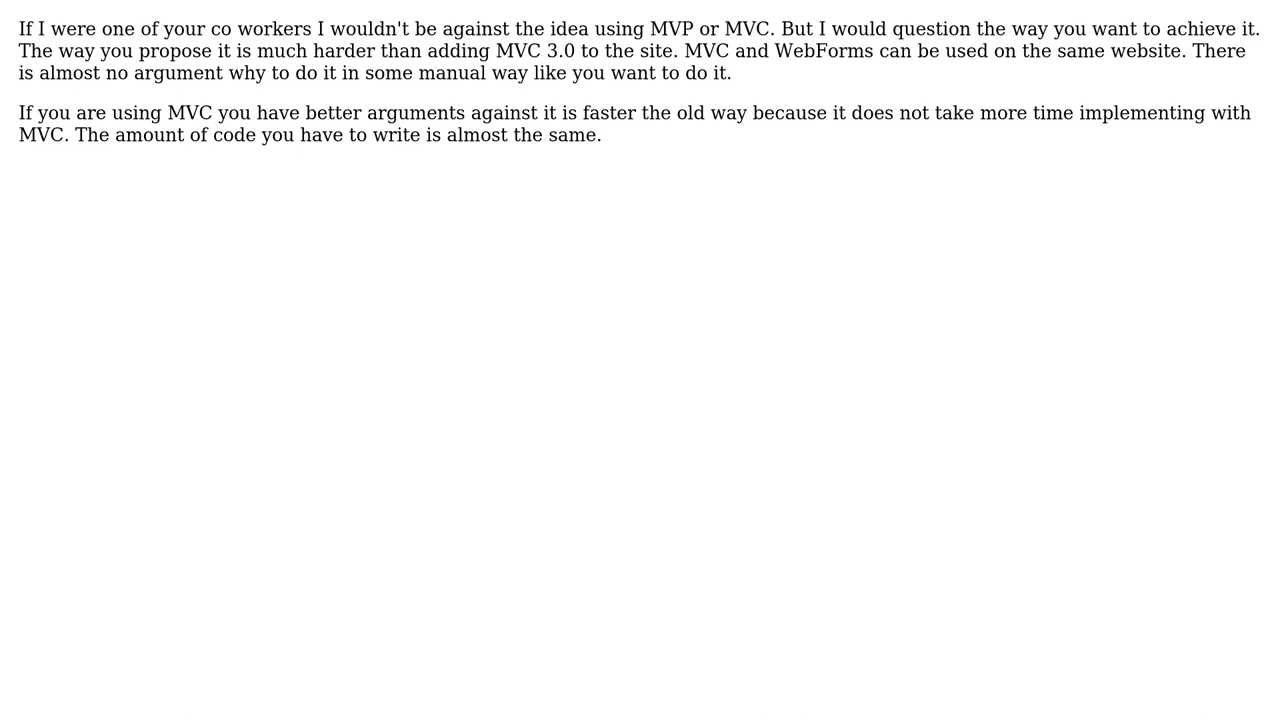 If I were one of your co workers I wouldn't be against the idea using MVP or MVC. But I would question the way you want to achieve it.
The way you propose it is much harder than adding MVC 3.0 to the site. MVC and WebForms can be used on the same website. There
is almost no argument why to do it in some manual way like you want to do it.
If you are using MVC you have better arguments against it is faster the old way because it does not take more time implementing with
MVC. The amount of code you have to write is almost the same.